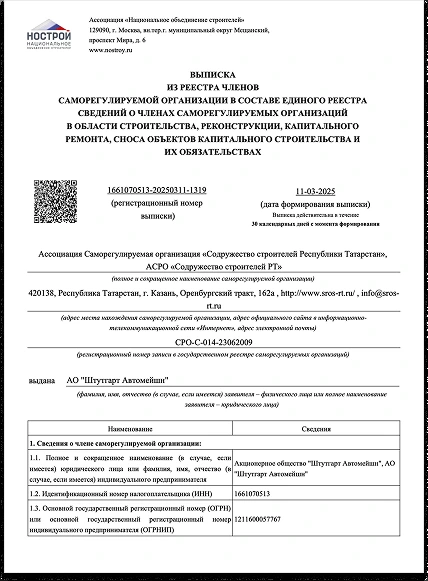 НОСТРОЙ
НАЦИОНАЛЬНОЕ
ОБЪЕДИНЕНИЕ СТРОИТЕЛЕЙ
Ассоциация «Национальное объединение строителей»
129090, г. Москва, вн.тер.г. муниципальный округ Мещанский,
проспект Мира, д. 6
www.nostroy.ru
ВЫПИСКА
ИЗ РЕЕСТРА ЧЛЕНОВ
САМОРЕГУЛИРУЕМОЙ ОРГАНИЗАЦИИ В СОСТАВЕ ЕДИНОГО РЕЕСТРА
СВЕДЕНИЙ О ЧЛЕНАХ САМОРЕГУЛИРУЕМЫХ ОРГАНИЗАЦИЙ
В ОБЛАСТИ СТРОИТЕЛЬСТВА, РЕКОНСТРУКЦИИ, КАПИТАЛЬНОГО
РЕМОНТА, СНОСА ОБЪЕКТОВ КАПИТАЛЬНОГО СТРОИТЕЛЬСТВА И
ИХ ОБЯЗАТЕЛЬСТВАХ
1661070513-20250311-1319
(регистрационный номер
выписки)
11-03-2025
(дата формирования выписки)
Выписка действительна в течение
30 календарных дней с момента формирования
Ассоциация Саморегулируемая организация «Содружество строителей Республики Татарстан»,
АСРО «Содружество строителей РТ»
(полное и сокращенное наименование саморегулируемой организации)
420138, Республика Татарстан, г. Казань, Оренбургский тракт, 162а , http://www.sros-rt.ru/ , info@sros-
rt.ru
(адрес места нахождения саморегулируемой организации, адрес официального сайта в информационно-
телекоммуникационной сети «Интернет», адрес электронной почты)
СРО-С-014-23062009
(регистрационный номер записи в государственном реестре саморегулируемых организаций)
выдана АО "Штутгарт Автомейшн"
(фамилия, имя, отчество (в случае, если имеется) заявителя – физического лица или полное наименование
заявителя – юридического лица)
Наименование
Сведения
1. Сведения о члене саморегулируемой организации:
1.1. Полное и сокращенное наименование (в случае, если
имеется) юридического лица или фамилия, имя, отчество (в
случае, если имеется) индивидуального предпринимателя
Акционерное общество "Штутгарт Автомейшн", АО
"Штутгарт Автомейшн"
1.2. Идентификационный номер налогоплательщика (ИНН)
1661070513
1.3. Основной государственный регистрационный номер (ОГРН)
или основной государственный регистрационный номер
индивидуального предпринимателя (ОГРНИП)
1211600057767